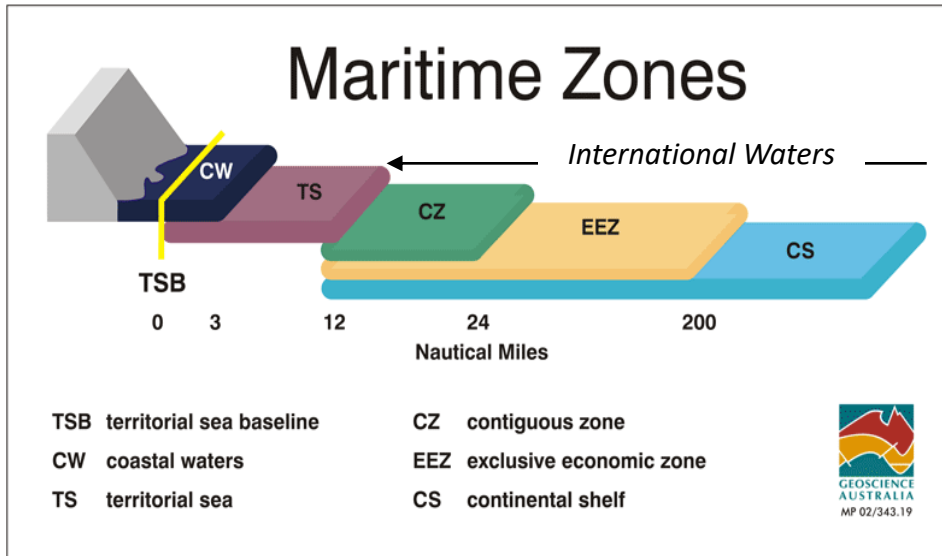 Maritime Zones
International Waters
CW
TS
CZ
EEZ
CS
TSB
0 3 12 24 200
Nautical Miles
TSB territorial sea baseline
CW coastal waters
TS territorial sea
CZ contiguous zone
EEZ exclusive economic zone
CS continental shelf
GEOSCIENCE
AUSTRALIA
MP 02/343.19